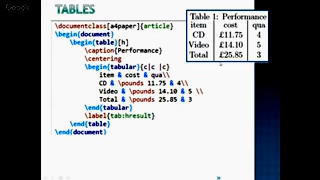 TABLES
\documentclass[a4paper]{article}
\begin{document}
\begin{table}[h]
\caption{Performance}
\centering
\begin{tabular}{c|c |c}
item & cost & qua\\
CD & \pounds 11.75 & 4\\
Video & \pounds 14.10 & 5 \\
Total & \pounds 25.85 & 3
\end{tabular}
\label{tab:hresult}
\end{table}
\end{document}
Table 1: Performance
item cost qua
CD £11.75 4
Video £14.10 5
Total £25.85 3